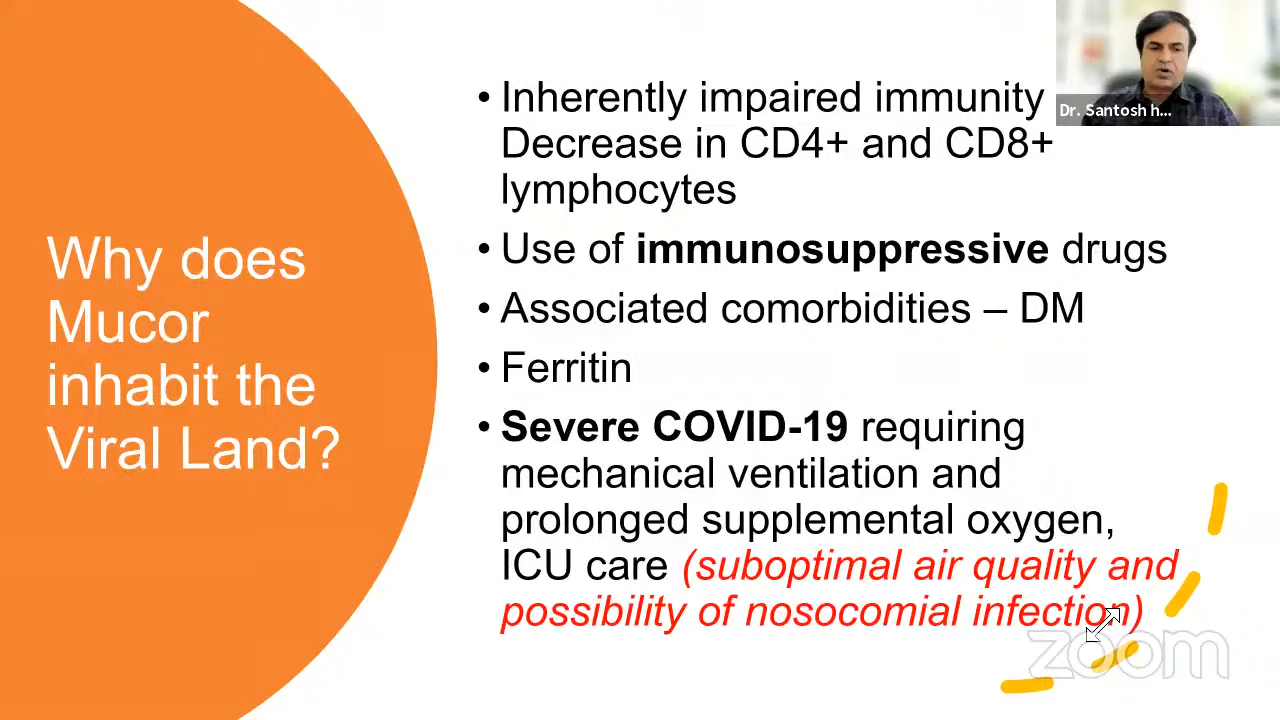 Why does
Mucor
inhabit the
Viral Land?
• Inherently impaired immunity
Decrease in CD4+ and CD8+
lymphocytes
• Use of immunosuppressive drugs
• Associated comorbidities – DM
• Ferritin
• Severe COVID-19 requiring
mechanical ventilation and
prolonged supplemental oxygen,
ICU care (suboptimal air quality and
possibility of nosocomial infection)
Dr. Santosh h...
zoom